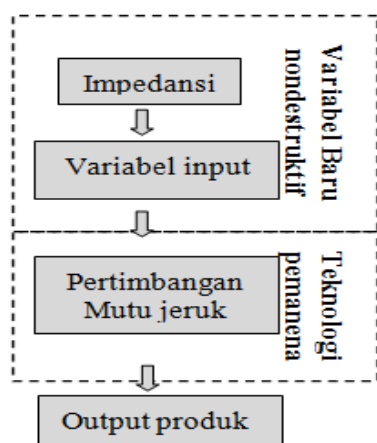 Impedansi
Variabel input
Variabel Baru
nondestruktif
Pertimbangan
Mutu jeruk
Teknologi
pemanena
Output produk